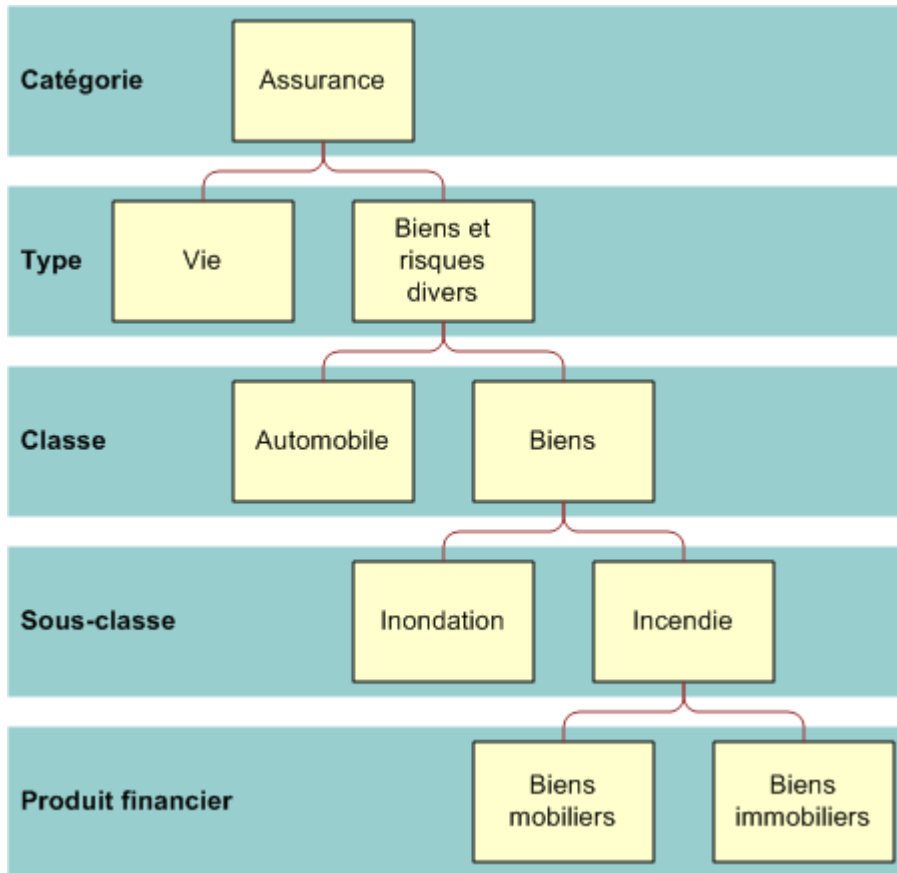 Catégorie
Assurance
Type
Vie
Biens et
risques
divers
Classe
Automobile
Biens
Sous-classe
Inondation
Incendie
Produit financier
Biens
mobiliers
Biens
immobiliers